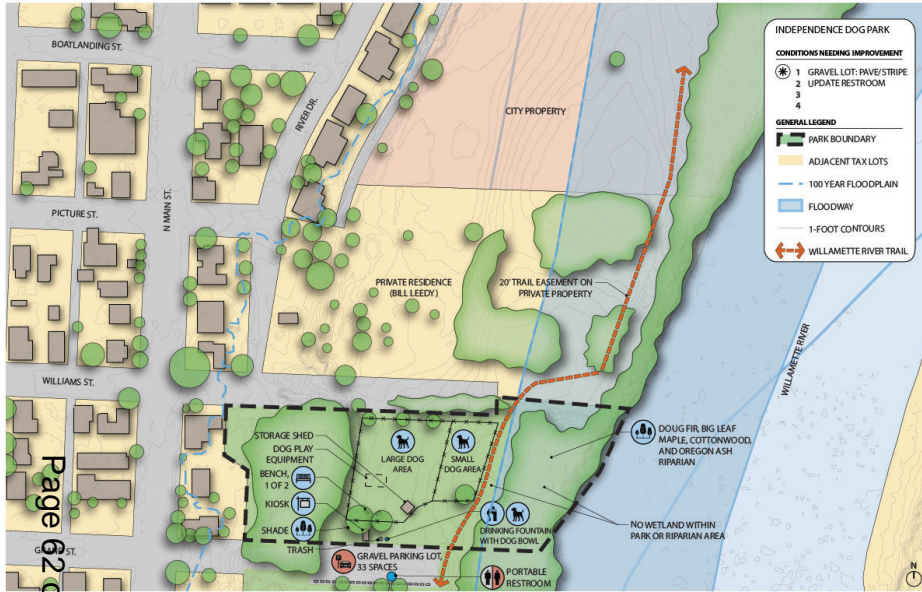 BOATLANDING ST.
RIVER DR.
CITY PROPERTY
PICTURE ST.
N MAIN ST.
PRIVATE RESIDENCE
(BILL LEEDY)
20' TRAIL EASEMENT ON
PRIVATE PROPERTY
WILLAMETTE RIVER
WILLIAMS ST.
STORAGE SHED
DOG PLAY
EQUIPMENT
BENCH,
1 OF 2
KIOSK
SHADE
TRASH
LARGE DOG
AREA
SMALL
DOG AREA
DRINKING FOUNTAIN
WITH DOG BOWL
DOUG FIR, BIG LEAF
MAPLE, COTTONWOOD,
AND OREGON ASH
RIPARIAN
NO WETLAND WITHIN
PARK OR RIPARIAN AREA
GRAVEL PARKING LOT,
33 SPACES
PORTABLE
RESTROOM
Page 62
N
INDEPENDENCE DOG PARK
CONDITIONS NEEDING IMPROVEMENT
1 GRAVEL LOT: PAVE/STRIPE
2 UPDATE RESTROOM
3
4
GENERAL LEGEND
PARK BOUNDARY
ADJACENT TAX LOTS
100 YEAR FLOODPLAIN
FLOODWAY
1-FOOT CONTOURS
WILLAMETTE RIVER TRAIL